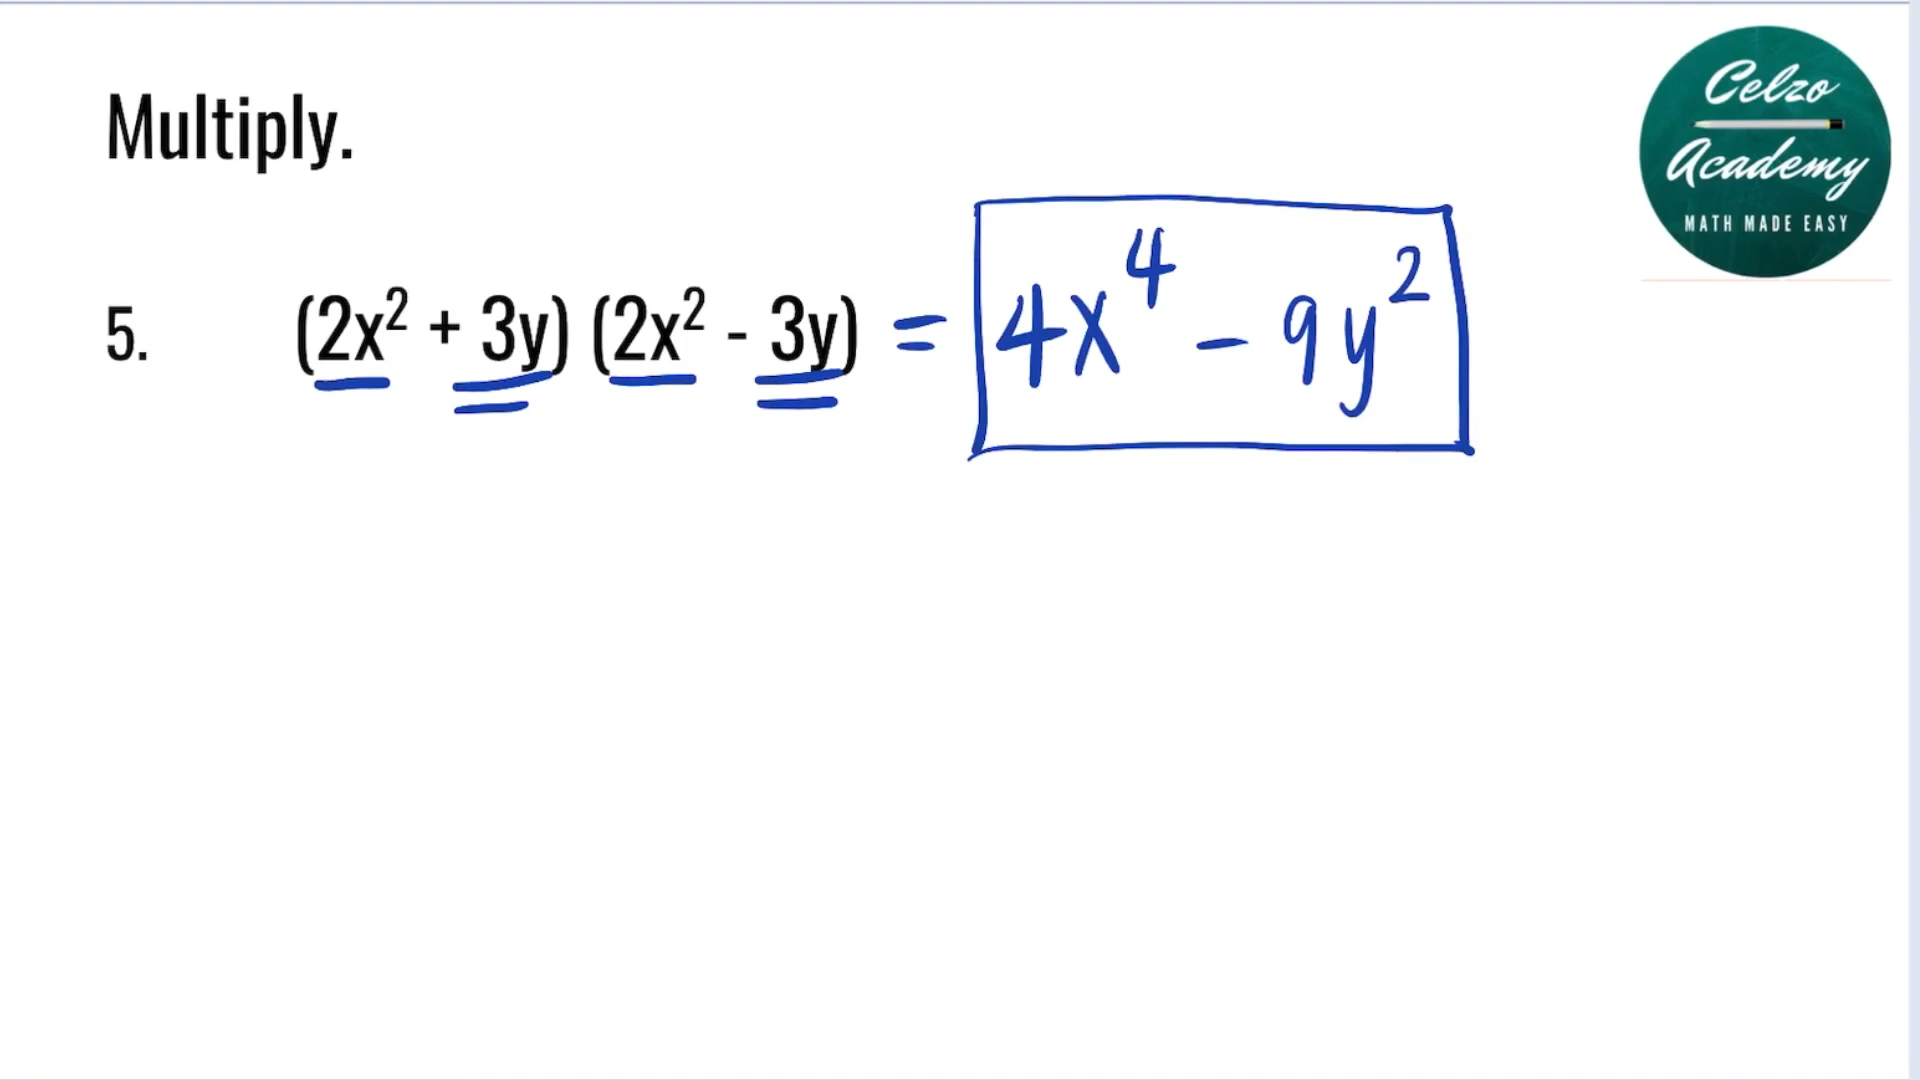 Celzo
Academy
MATH MADE EASY
Multiply.
5. (2x² + 3y) (2x² - 3y) = 4x⁴ - 9y²